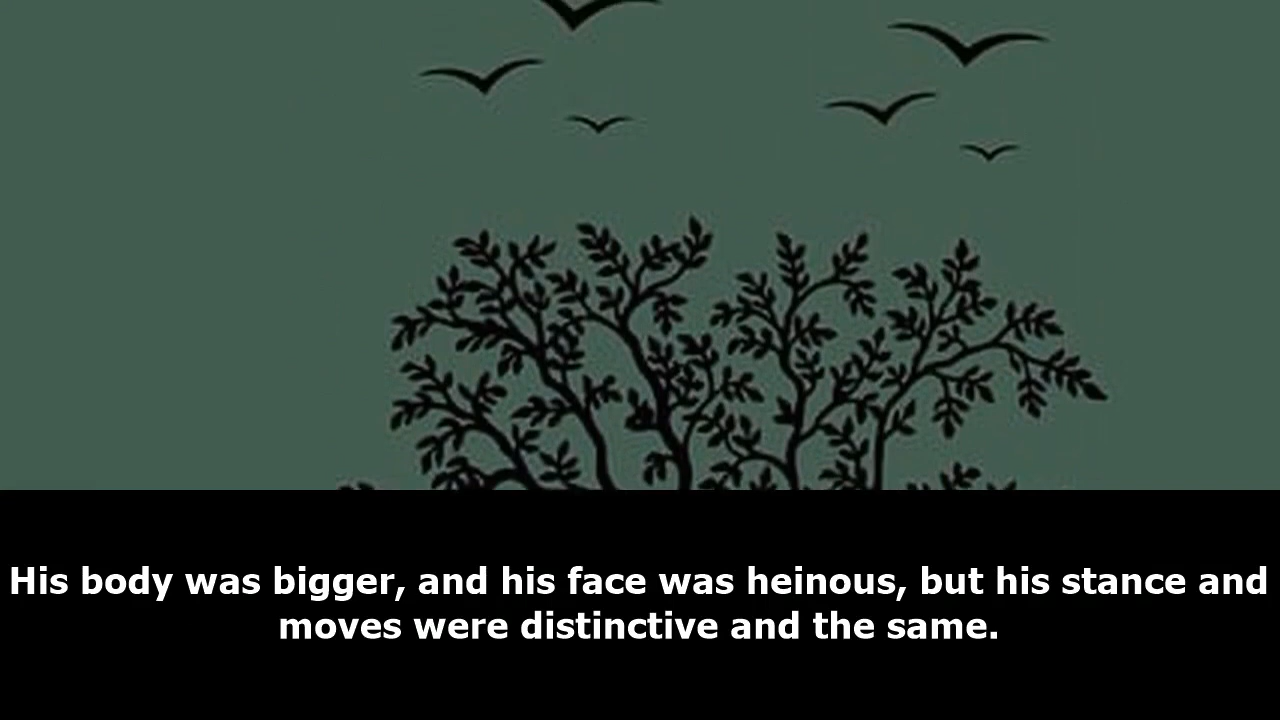 His body was bigger, and his face was heinous, but his stance and
moves were distinctive and the same.